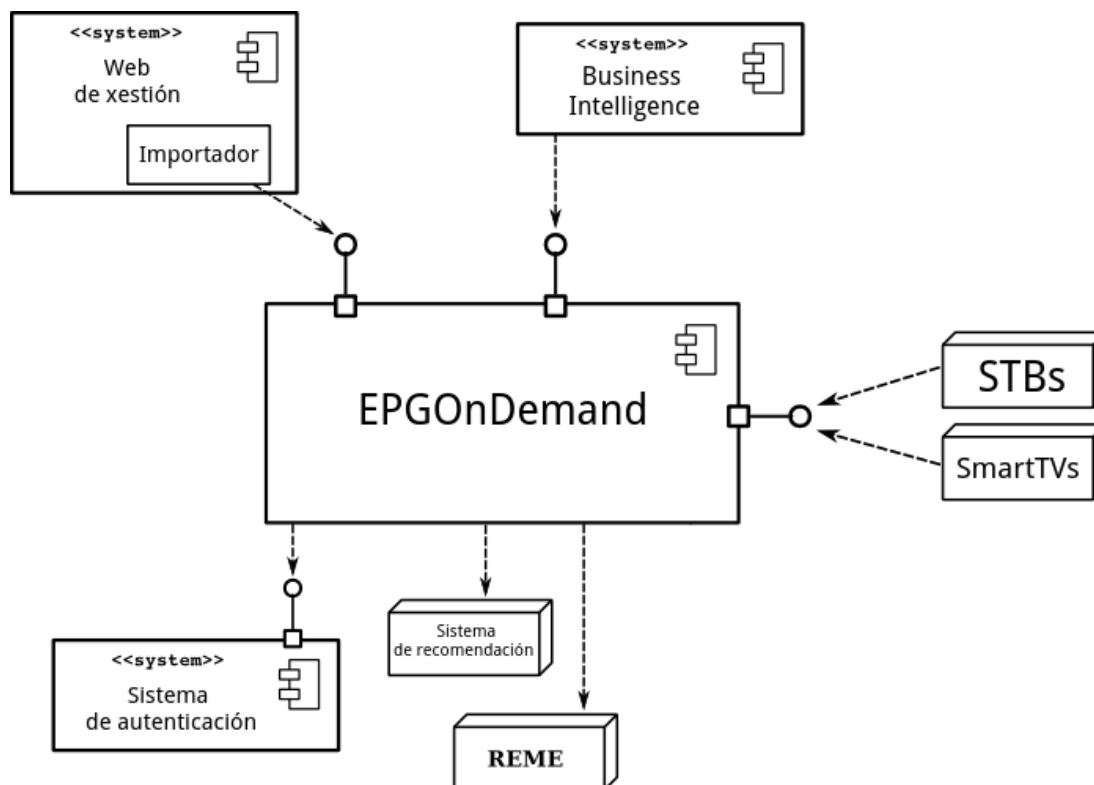 <<system>>
Web
de xestión
Importador
<<system>>
Business
Intelligence
EPGOnDemand
STBs
SmartTVs
<<system>>
Sistema
de autenticación
Sistema
de recomendación
REME